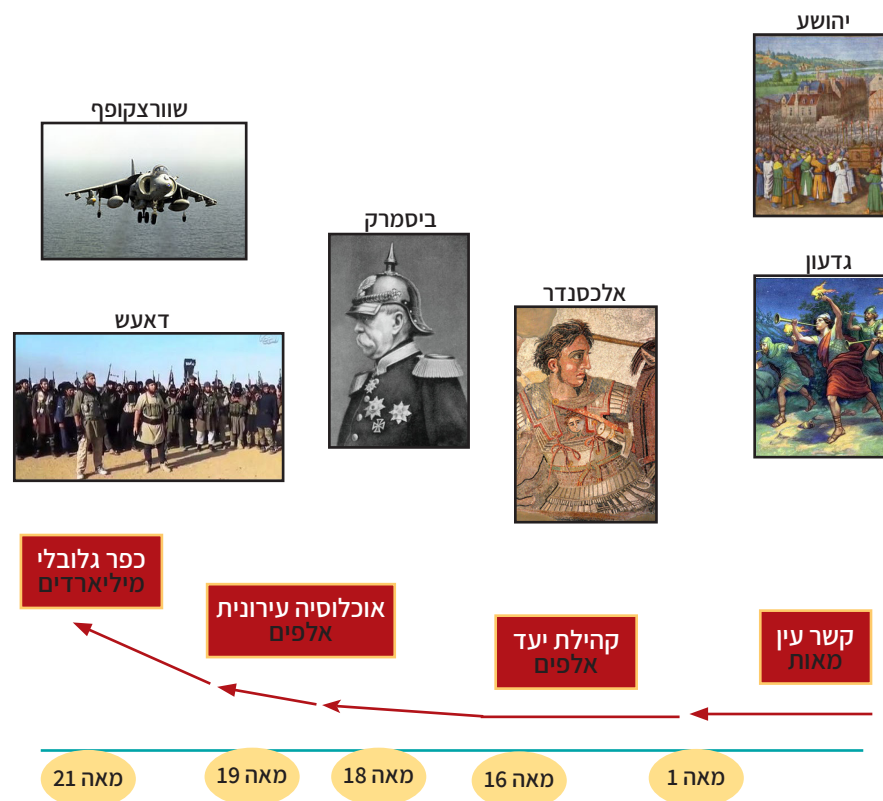 יהושע
גדעון
אלכסנדר
ביסמרק
שוורצקופף
דאעש
קשר עין
מאות
קהילת יעד
אלפים
אוכלוסיה עירונית
אלפים
כפר גלובלי
מיליארדים
מאה 1
מאה 16
מאה 18
מאה 19
מאה 21